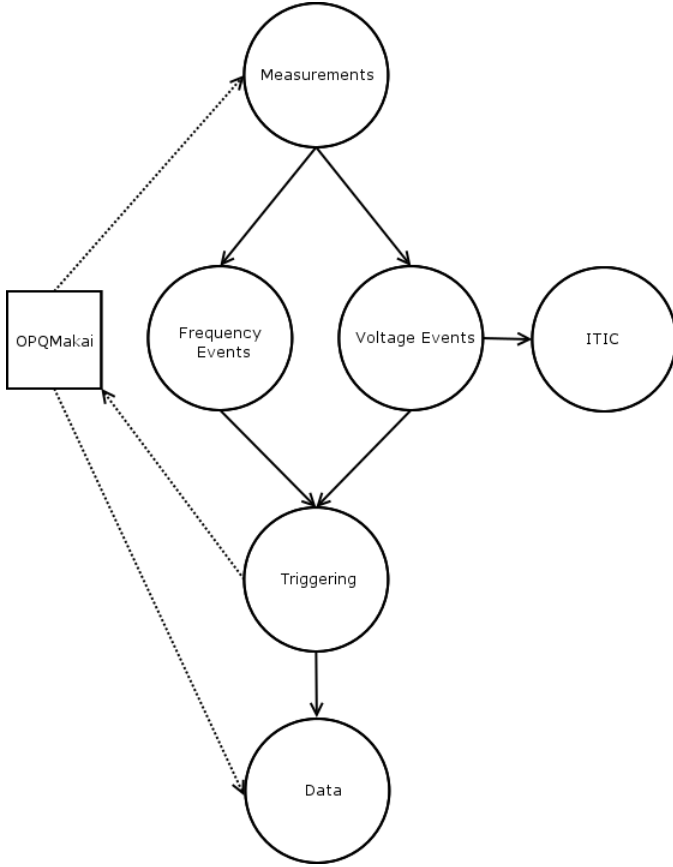 Measurements
OPQMakai
Frequency
Events
Voltage Events
ITIC
Triggering
Data